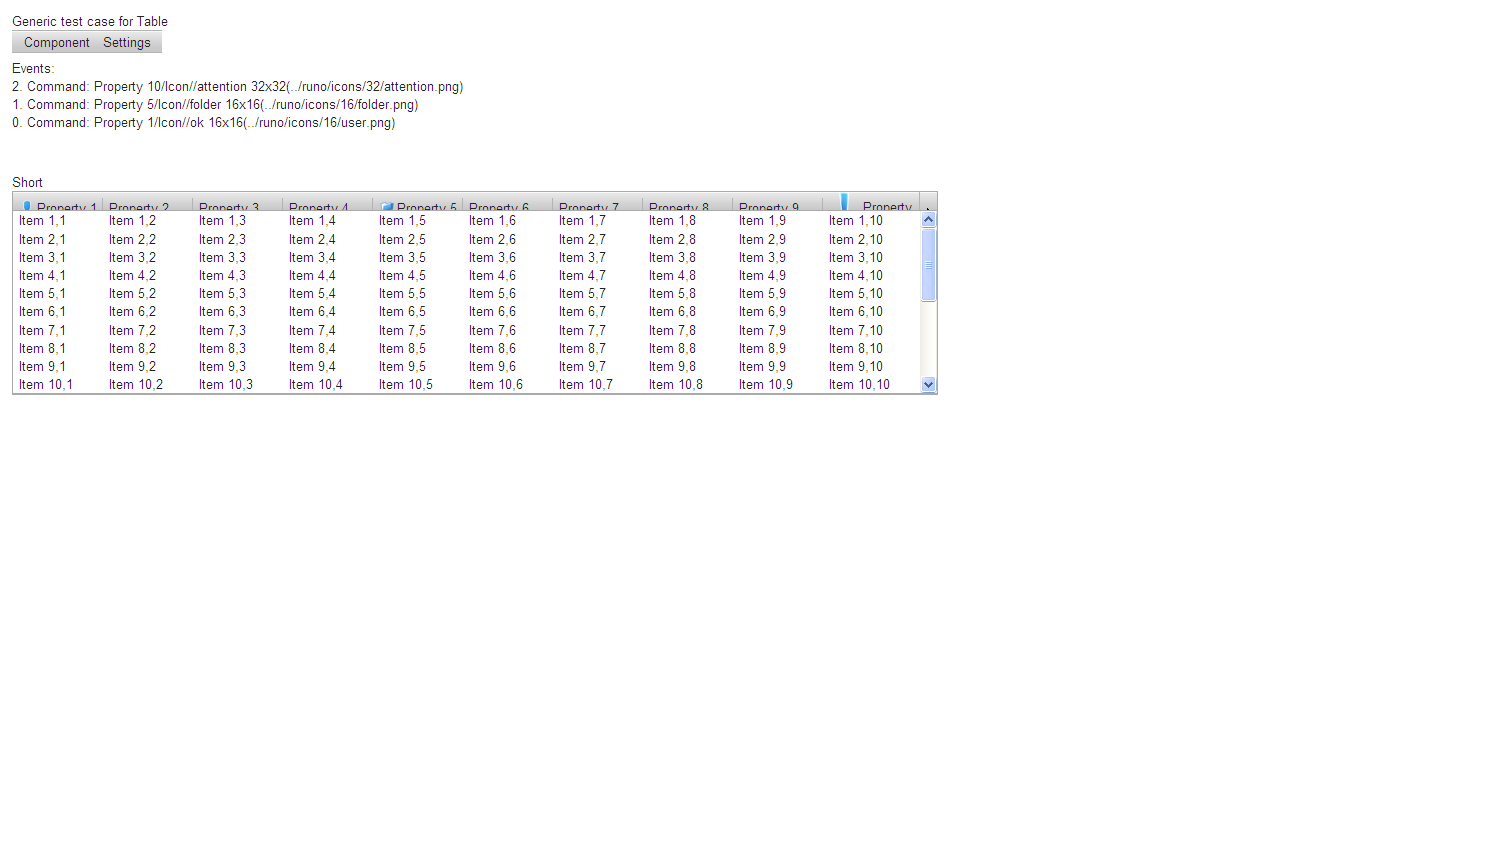 Generic test case for Table
Component Settings
Events:
2. Command: Property 10/Icon//attention 32x32(../runo/icons/32/attention.png)
1. Command: Property 5/Icon//folder 16x16(../runo/icons/16/folder.png)
0. Command: Property 1/Icon//ok 16x16(../runo/icons/16/user.png)
Short
Property 1 Property 2 Property 3 Property 4 Property 5 Property 6 Property 7 Property 8 Property 9 Property
Item 1,1 Item 1,2 Item 1,3 Item 1,4 Item 1,5 Item 1,6 Item 1,7 Item 1,8 Item 1,9 Item 1,10
Item 2,1 Item 2,2 Item 2,3 Item 2,4 Item 2,5 Item 2,6 Item 2,7 Item 2,8 Item 2,9 Item 2,10
Item 3,1 Item 3,2 Item 3,3 Item 3,4 Item 3,5 Item 3,6 Item 3,7 Item 3,8 Item 3,9 Item 3,10
Item 4,1 Item 4,2 Item 4,3 Item 4,4 Item 4,5 Item 4,6 Item 4,7 Item 4,8 Item 4,9 Item 4,10
Item 5,1 Item 5,2 Item 5,3 Item 5,4 Item 5,5 Item 5,6 Item 5,7 Item 5,8 Item 5,9 Item 5,10
Item 6,1 Item 6,2 Item 6,3 Item 6,4 Item 6,5 Item 6,6 Item 6,7 Item 6,8 Item 6,9 Item 6,10
Item 7,1 Item 7,2 Item 7,3 Item 7,4 Item 7,5 Item 7,6 Item 7,7 Item 7,8 Item 7,9 Item 7,10
Item 8,1 Item 8,2 Item 8,3 Item 8,4 Item 8,5 Item 8,6 Item 8,7 Item 8,8 Item 8,9 Item 8,10
Item 9,1 Item 9,2 Item 9,3 Item 9,4 Item 9,5 Item 9,6 Item 9,7 Item 9,8 Item 9,9 Item 9,10
Item 10,1 Item 10,2 Item 10,3 Item 10,4 Item 10,5 Item 10,6 Item 10,7 Item 10,8 Item 10,9 Item 10,10